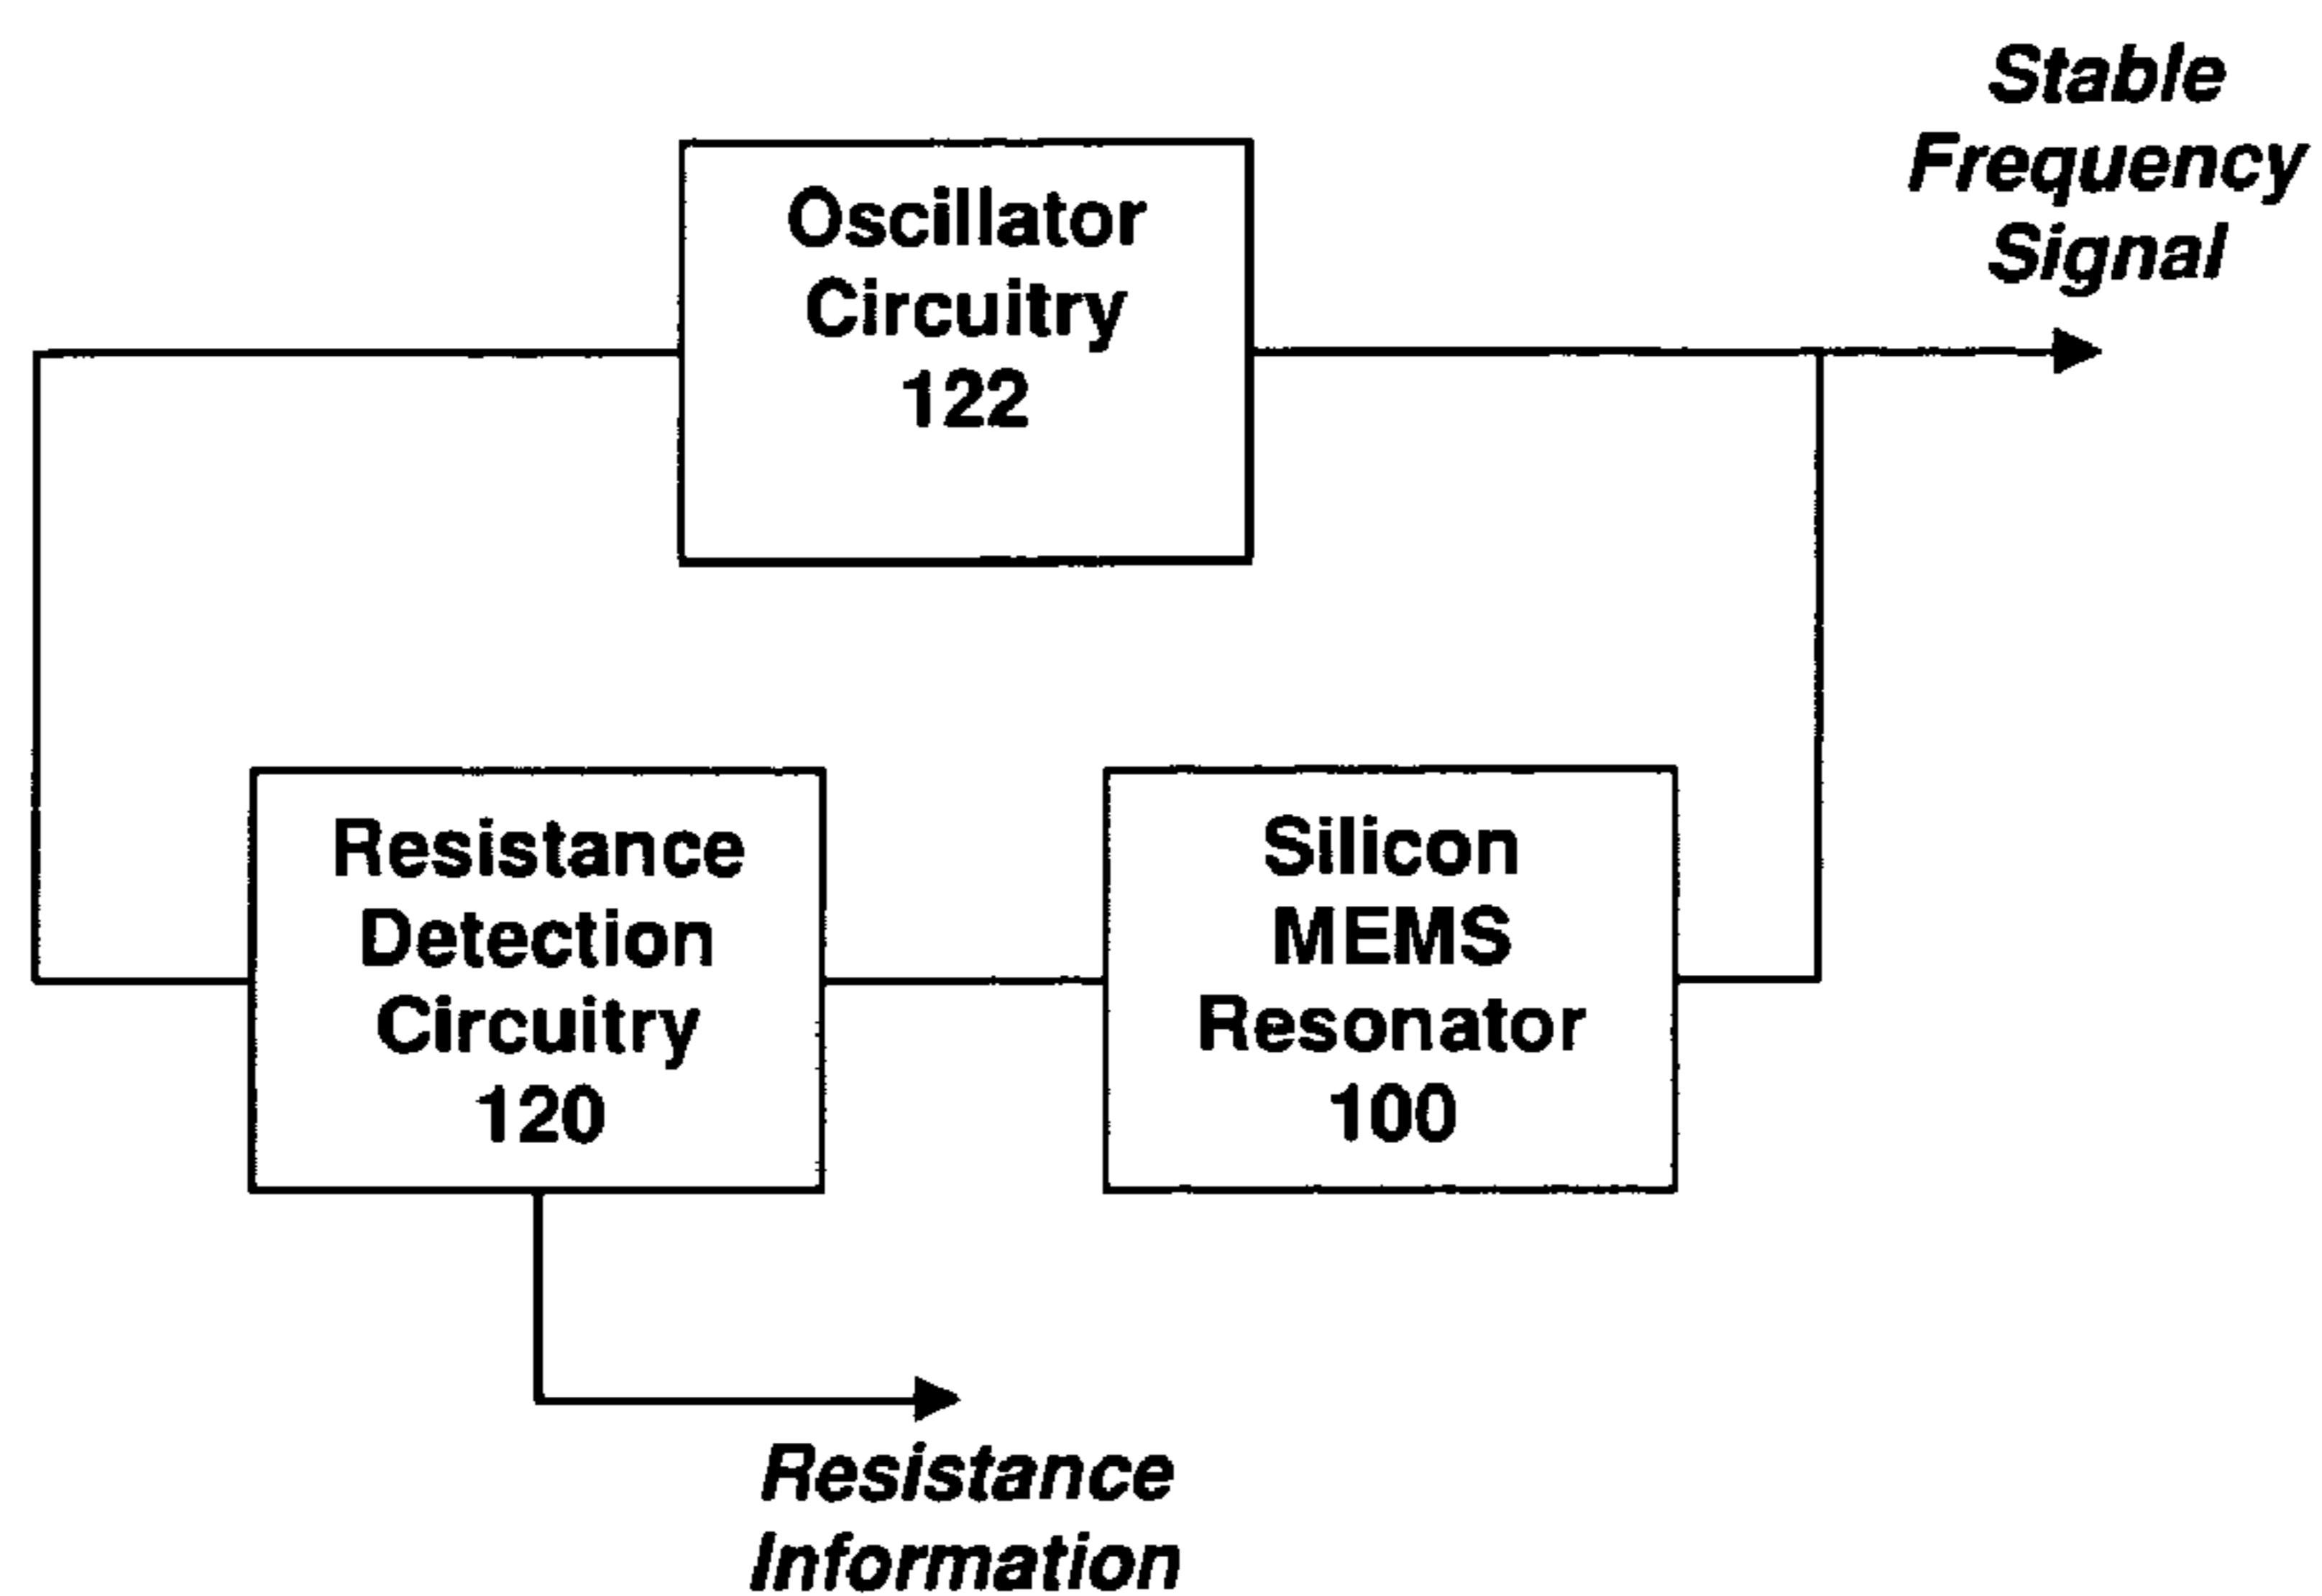 Stable
Frequency
Signal
Oscillator
Circuitry
122
Resistance
Detection
Circuitry
120
Silicon
MEMS
Resonator
100
Resistance
Information